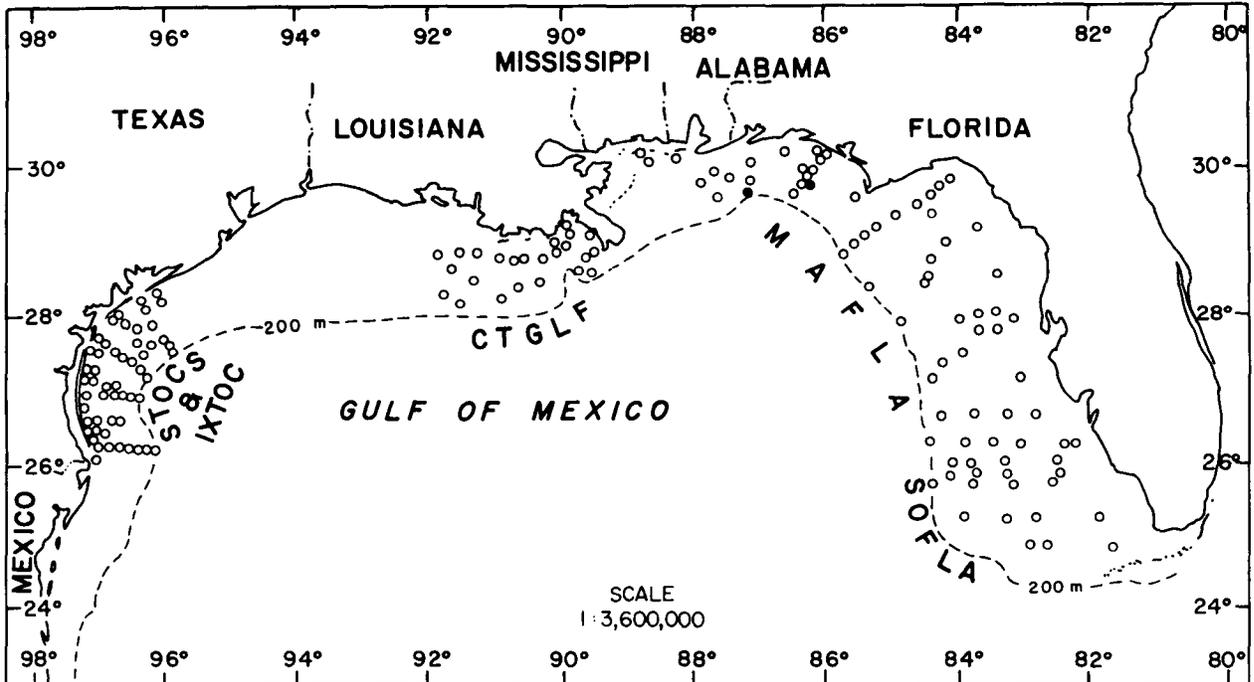 98° 96° 94° 92° 90° 88° 86° 84° 82° 80°
MISSISSIPPI ALABAMA
TEXAS LOUISIANA FLORIDA
30° 30°
MAFLA
28° 28°
200 m
CTGLF
STOCS
&
IXTOC
GULF OF MEXICO
26° 26°
SOFLA
MEXICO
SCALE
1:3,600,000
200 m
24° 24°
98° 96° 94° 92° 90° 88° 86° 84° 82° 80°